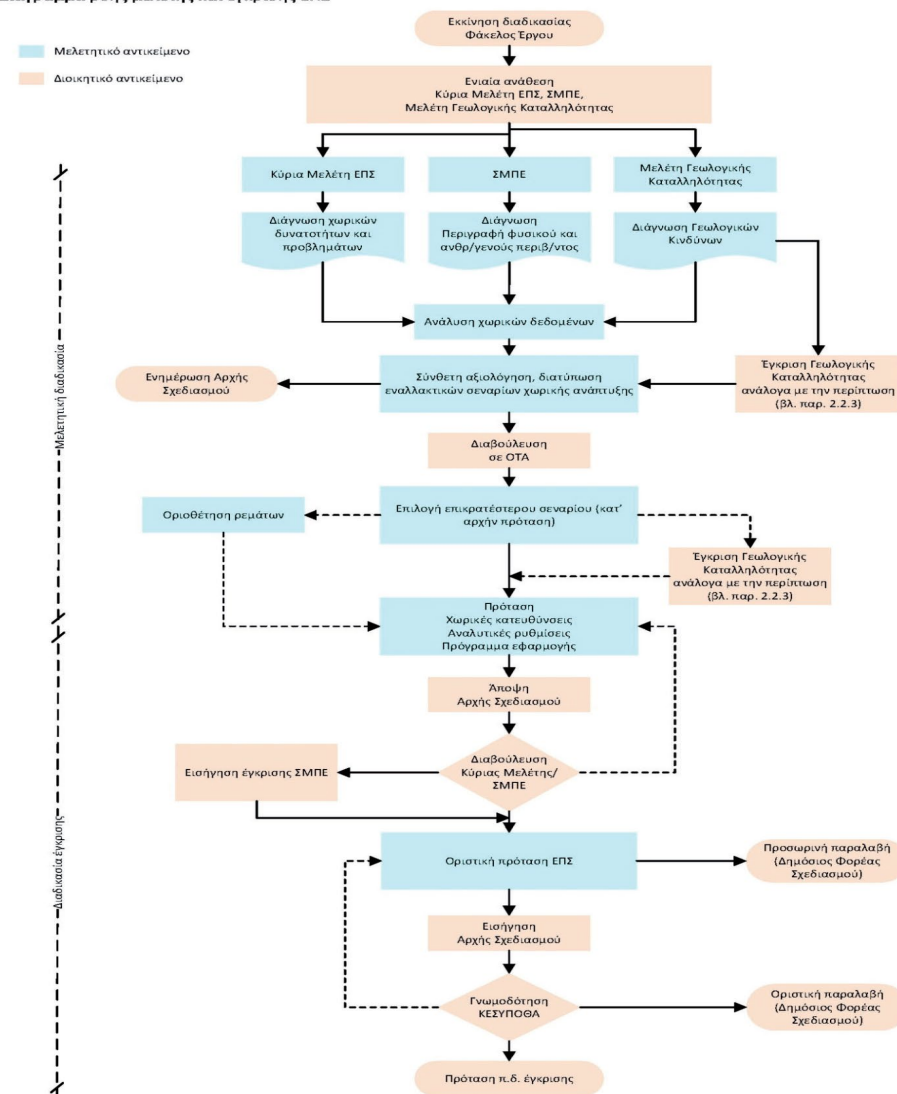 Εκκίνηση διαδικασίας
Φάκελος Έργου
Μελετητικό αντικείμενο
Διοικητικό αντικείμενο
Ενιαία ανάθεση
Κύρια Μελέτη ΕΠΣ, ΣΜΠΕ,
Μελέτη Γεωλογικής Καταλληλότητας
Κύρια Μελέτη ΕΠΣ
ΣΜΠΕ
Μελέτη Γεωλογικής
Καταλληλότητας
Διάγνωση χωρικών
δυνατοτήτων και
προβλημάτων
Διάγνωση
Περιγραφή φυσικού και
ανθρ/γενούς περιβ/ντος
Διάγνωση Γεωλογικών
Κινδύνων
Ανάλυση χωρικών δεδομένων
Μελετητική διαδικασία
Ενημέρωση Αρχής
Σχεδιασμού
Σύνθετη αξιολόγηση, διατύπωση
εναλλακτικών σεναρίων χωρικής ανάπτυξης
Έγκριση Γεωλογικής
Καταλληλότητας
ανάλογα με την περίπτωση
(βλ. παρ. 2.2.3)
Διαβούλευση
σε ΟΤΑ
Οριοθέτηση ρεμάτων
Επιλογή επικρατέστερου σεναρίου (κατ’
αρχήν πρόταση)
Έγκριση Γεωλογικής
Καταλληλότητας
ανάλογα με την περίπτωση
(βλ. παρ. 2.2.3)
Πρόταση
Χωρικές κατευθύνσεις
Αναλυτικές ρυθμίσεις
Πρόγραμμα εφαρμογής
Άποψη
Αρχής Σχεδιασμού
Εισήγηση έγκρισης ΣΜΠΕ
Διαβούλευση
Κύριας Μελέτης/
ΣΜΠΕ
Διαδικασία έγκρισης
Οριστική πρόταση ΕΠΣ
Προσωρινή παραλαβή
(Δημόσιος Φορέας
Σχεδιασμού)
Εισήγηση
Αρχής Σχεδιασμού
Γνωμοδότηση
ΚΕΣΥΠΟΘΑ
Οριστική παραλαβή
(Δημόσιος Φορέας
Σχεδιασμού)
Πρόταση π.δ. έγκρισης